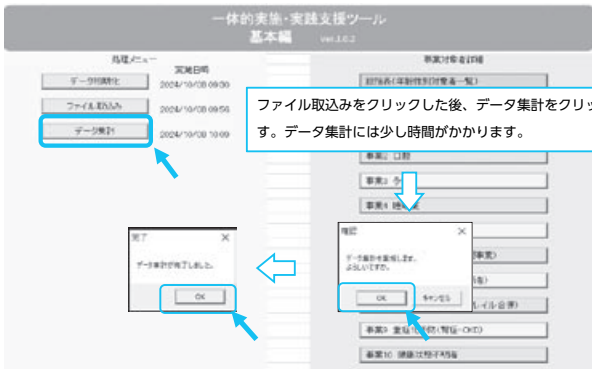 一体的実施・実践支援ツール
基本編 ver.1.0.2
処理メニュー
実施日時
データ初期化 2024/10/08 09:30
ファイル取込み 2024/10/08 09:56
データ集計 2024/10/08 10:09
事業対象者詳細
ファイル取込みをクリックした後、データ集計をクリッ
す。データ集計には少し時間がかかります。
事業2 口腔
事業3
事業4
完了
データ集計が完了しました。
OK
確認
データ集計を実施します。
よろしいですか。
OK キャンセル
事業9 重症化予防(腎症・CKD)
事業10 健康状態不明者